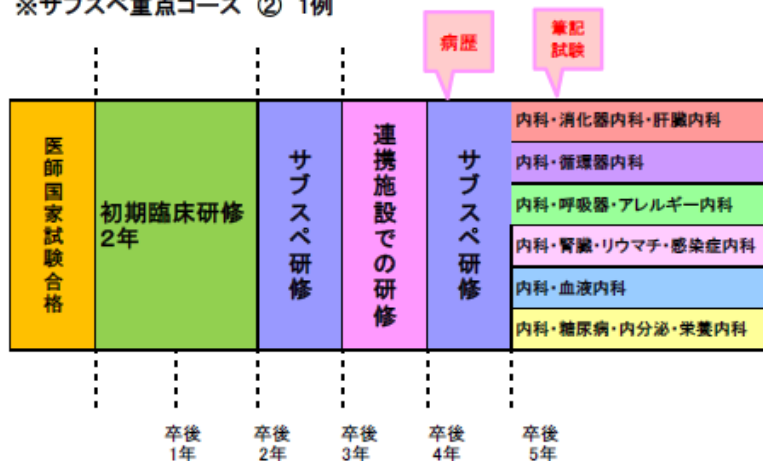 ※サブスペ重点コース ② 1例
病歴
筆記
試験
医師国家試験合格
初期臨床研修
2年
サブスペ研修
連携施設での研修
サブスペ研修
内科・消化器内科・肝臓内科
内科・循環器内科
内科・呼吸器・アレルギー内科
内科・腎臓・リウマチ・感染症内科
内科・血液内科
内科・糖尿病・内分泌・栄養内科
卒後
1年
卒後
2年
卒後
3年
卒後
4年
卒後
5年